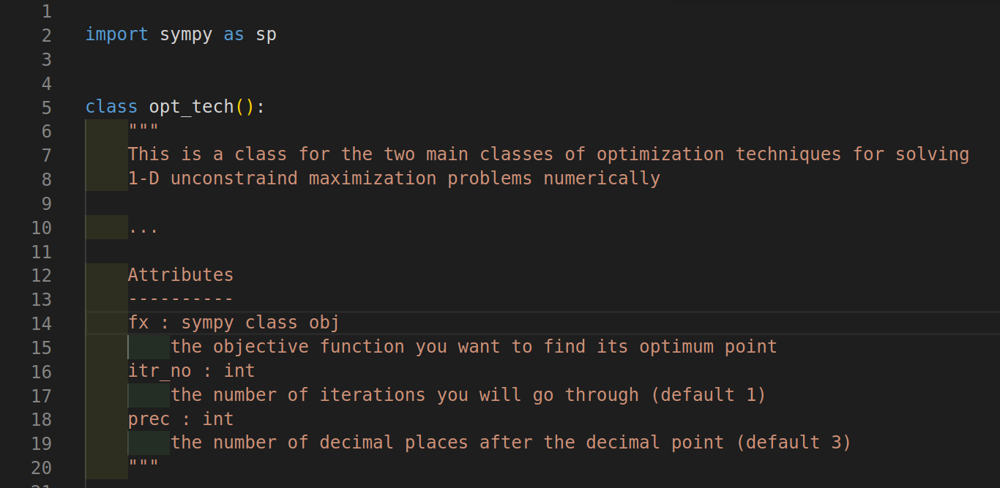 1
2 import sympy as sp
3
4
5 class opt_tech():
6 """
7 This is a class for the two main classes of optimization techniques for solving
8 1-D unconstraind maximization problems numerically
9
10 ...
11
12 Attributes
13 ----------
14 fx : sympy class obj
15 the objective function you want to find its optimum point
16 itr_no : int
17 the number of iterations you will go through (default 1)
18 prec : int
19 the number of decimal places after the decimal point (default 3)
20 """
21